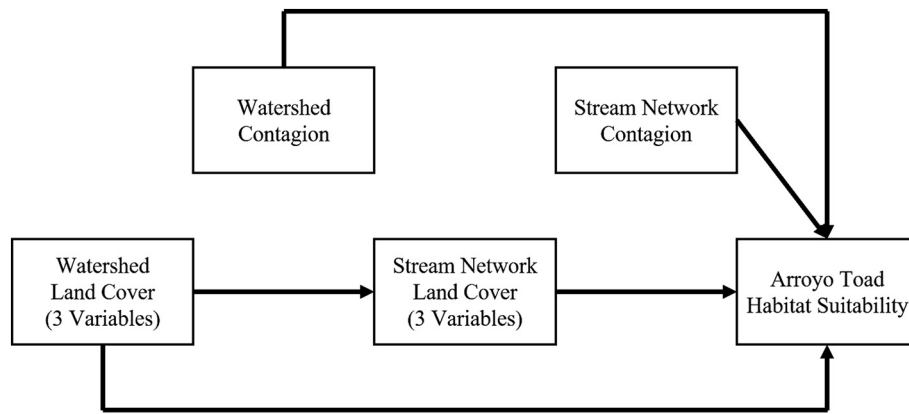 Watershed
Contagion
Stream Network
Contagion
Watershed
Land Cover
(3 Variables)
Stream Network
Land Cover
(3 Variables)
Arroyo Toad
Habitat Suitability